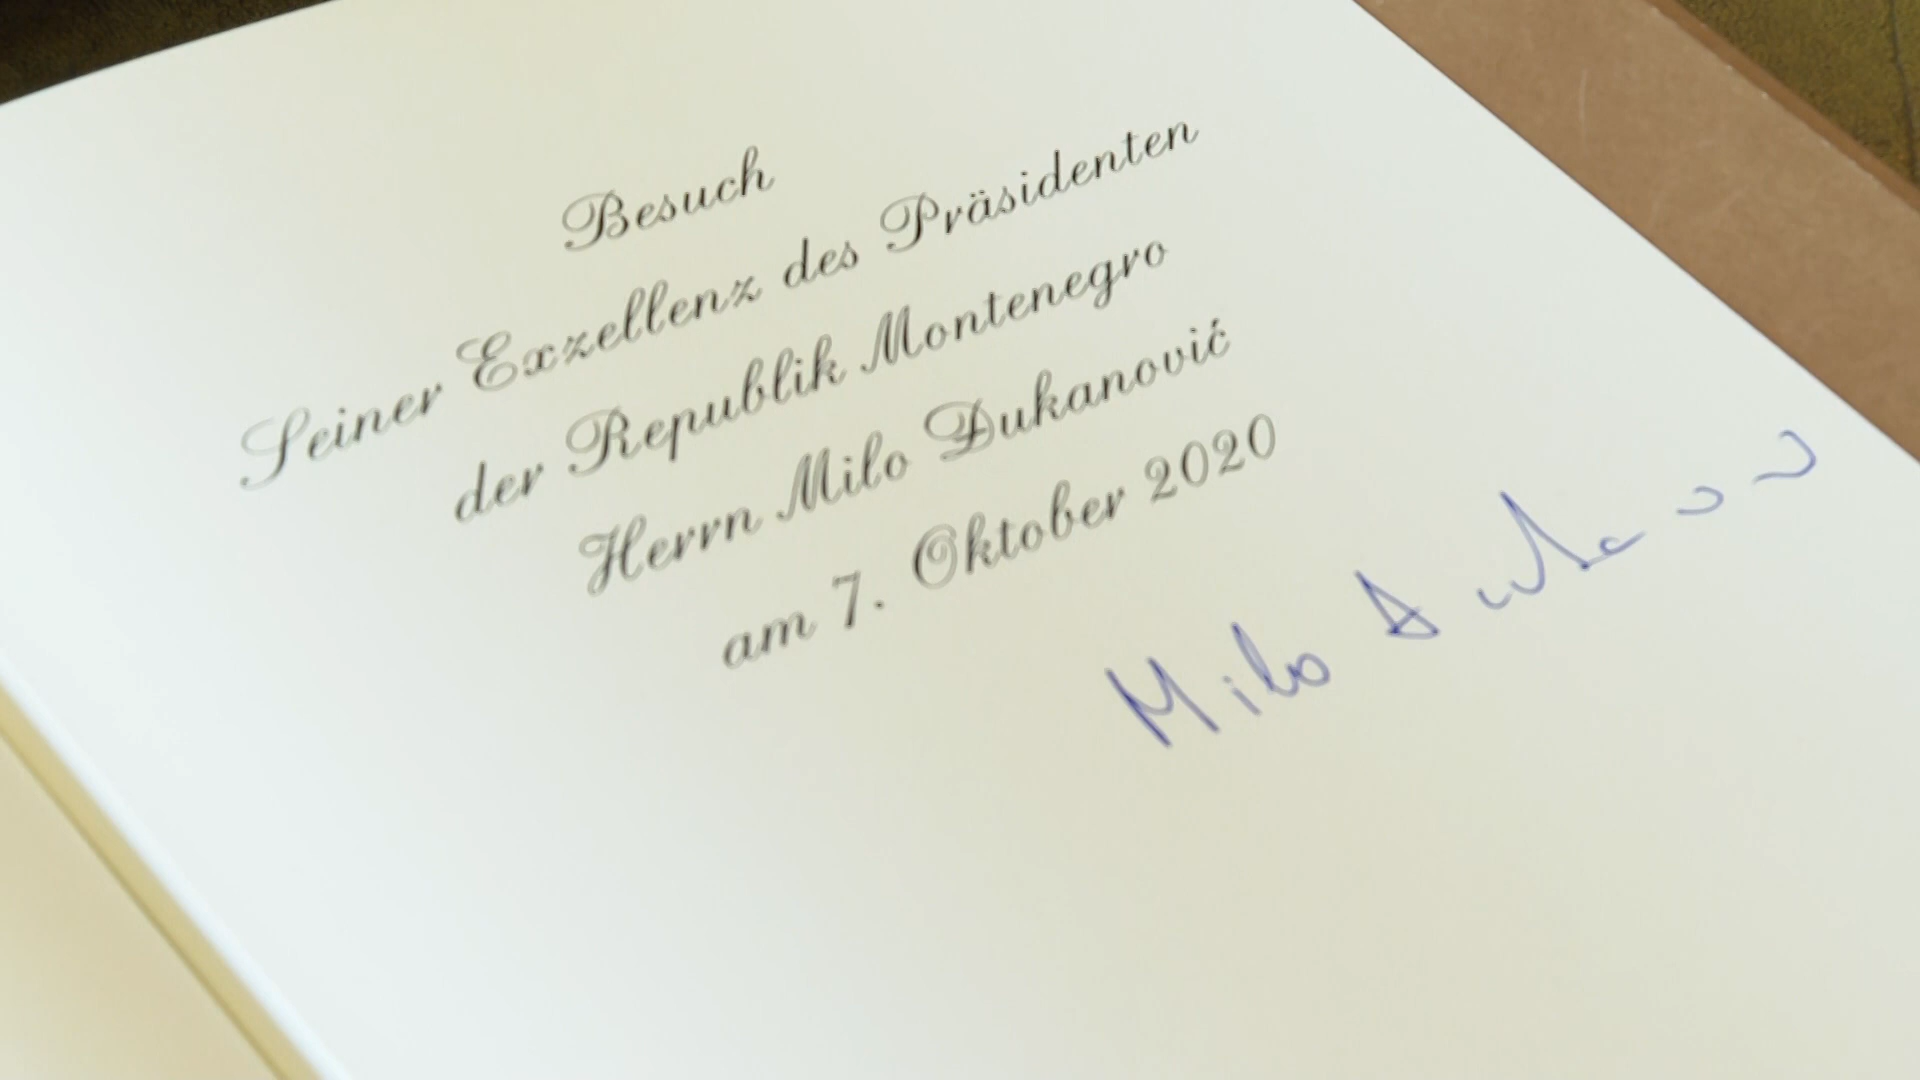 Besuch
Seiner Exzellenz des Präsidenten
der Republik Montenegro
Herrn Milo Đukanović
am 7. Oktober 2020
Milo